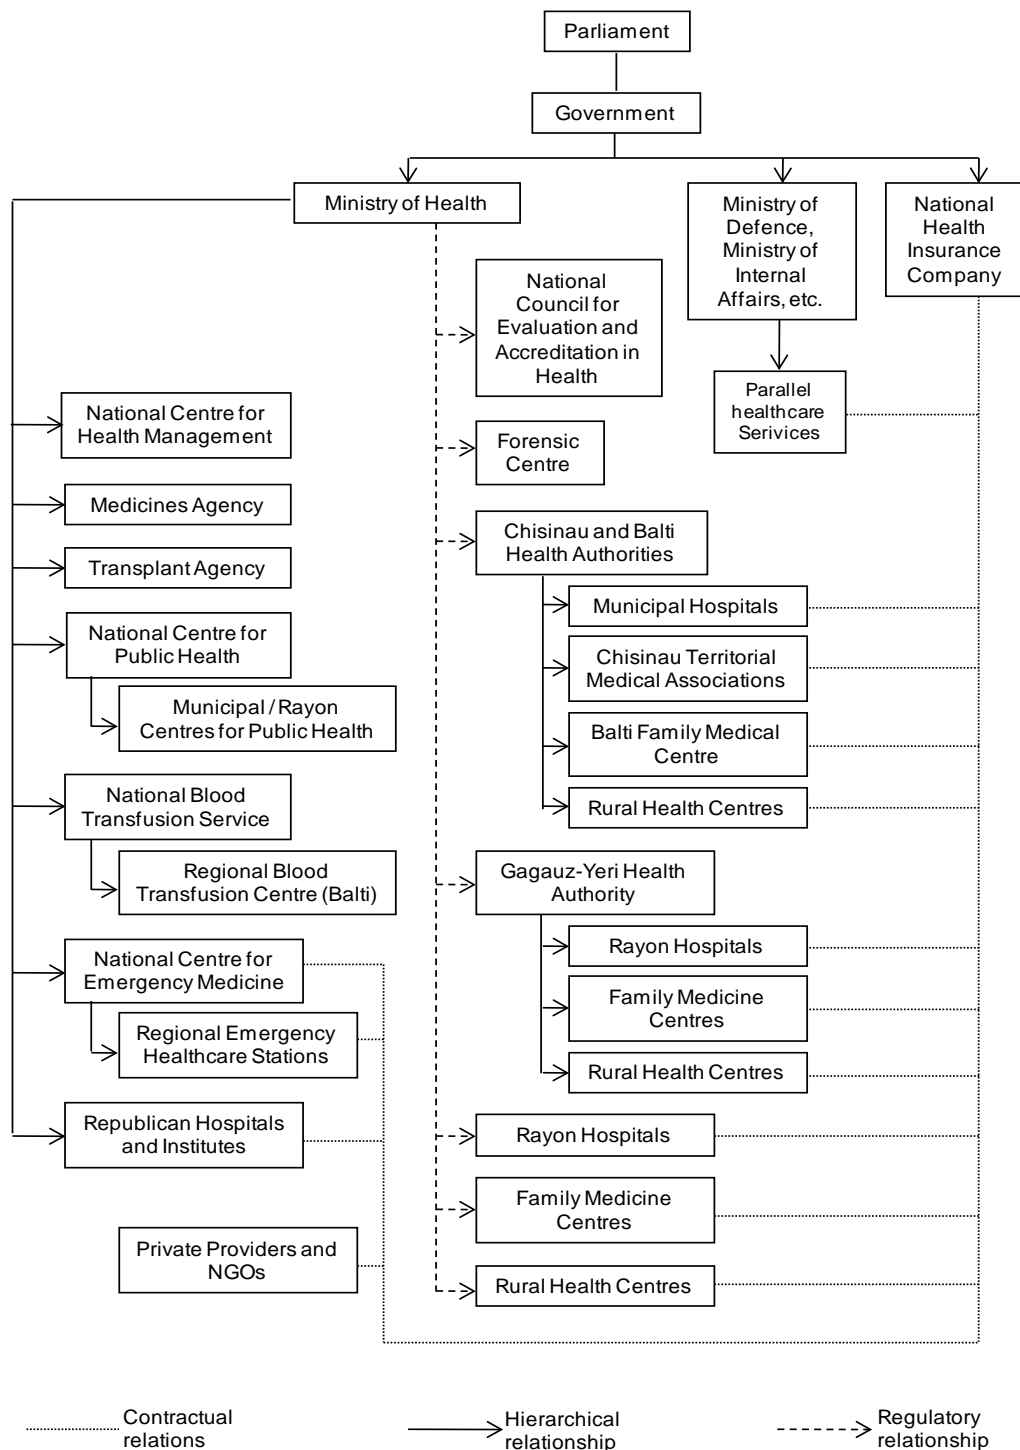 Parliament
Government
Ministry of Health
Ministry of
Defence,
Ministry of
Internal
Affairs, etc.
National
Health
Insurance
Company
National
Council for
Evaluation and
Accreditation in
Health
Parallel
healthcare
Serivices
National Centre for
Health Management
Forensic
Centre
Medicines Agency
Chisinau and Balti
Health Authorities
Transplant Agency
Municipal Hospitals
National Centre for
Public Health
Chisinau Territorial
Medical Associations
Municipal / Rayon
Centres for Public Health
Balti Family Medical
Centre
National Blood
Transfusion Service
Rural Health Centres
Regional Blood
Transfusion Centre (Balti)
Gagauz-Yeri Health
Authority
National Centre for
Emergency Medicine
Rayon Hospitals
Family Medicine
Centres
Regional Emergency
Healthcare Stations
Rural Health Centres
Republican Hospitals
and Institutes
Rayon Hospitals
Family Medicine
Centres
Private Providers and
NGOs
Rural Health Centres
Contractual
relations
Hierarchical
relationship
Regulatory
relationship